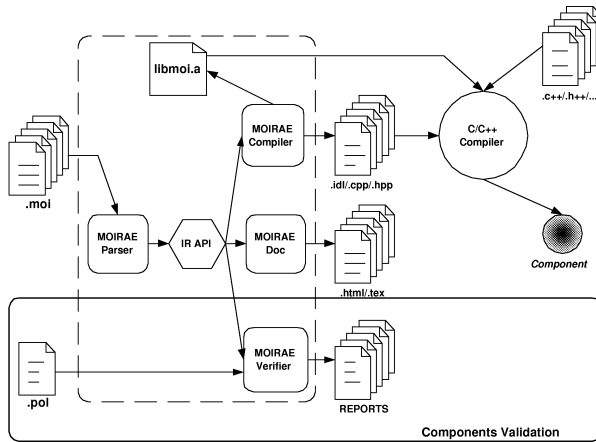 libmoi.a
.c++/.h++/...
MOIRAE
Compiler
C/C++
Compiler
.idl/.cpp/.hpp
.moi
MOIRAE
Parser
IR API
MOIRAE
Doc
Component
.html/.tex
MOIRAE
Verifier
.pol
REPORTS
Components Validation